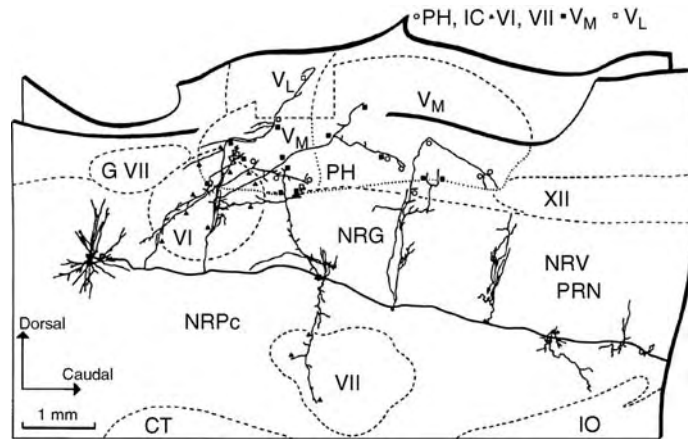 PH, IC VI, VII V_M V_L
V_L
V_M
V_M
G VII
PH
XII
VI
NRG
NRV
PRN
NRPc
Dorsal
VII
Caudal
1 mm
CT
IO